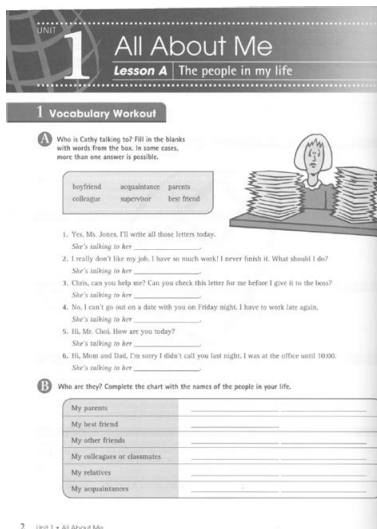 UNIT
1
All About Me
Lesson A The people in my life
1 Vocabulary Workout
A Who is Cathy talking to? Fill in the blanks
with words from the box. In some cases,
more than one answer is possible.
boyfriend acquaintance parents
colleague supervisor best friend
1. Yes, Ms. Jones. I'll write all those letters today.
She's talking to her ____________.
2. I really don't like my job. I have so much work! I never finish it. What should I do?
She's talking to her ____________.
3. Chris, can you help me? Can you check this letter for me before I give it to the boss?
She's talking to her ____________.
4. No, I can't go out on a date with you on Friday night. I have to work late again.
She's talking to her ____________.
5. Hi, Mr. Choi. How are you today?
She's talking to her ____________.
6. Hi, Mom and Dad, I'm sorry I didn't call you last night. I was at the office until 10:00.
She's talking to her ____________.
B Who are they? Complete the chart with the names of the people in your life.
My parents
My best friend
My other friends
My colleagues or classmates
My relatives
My acquaintances
2 Unit 1 • All About Me